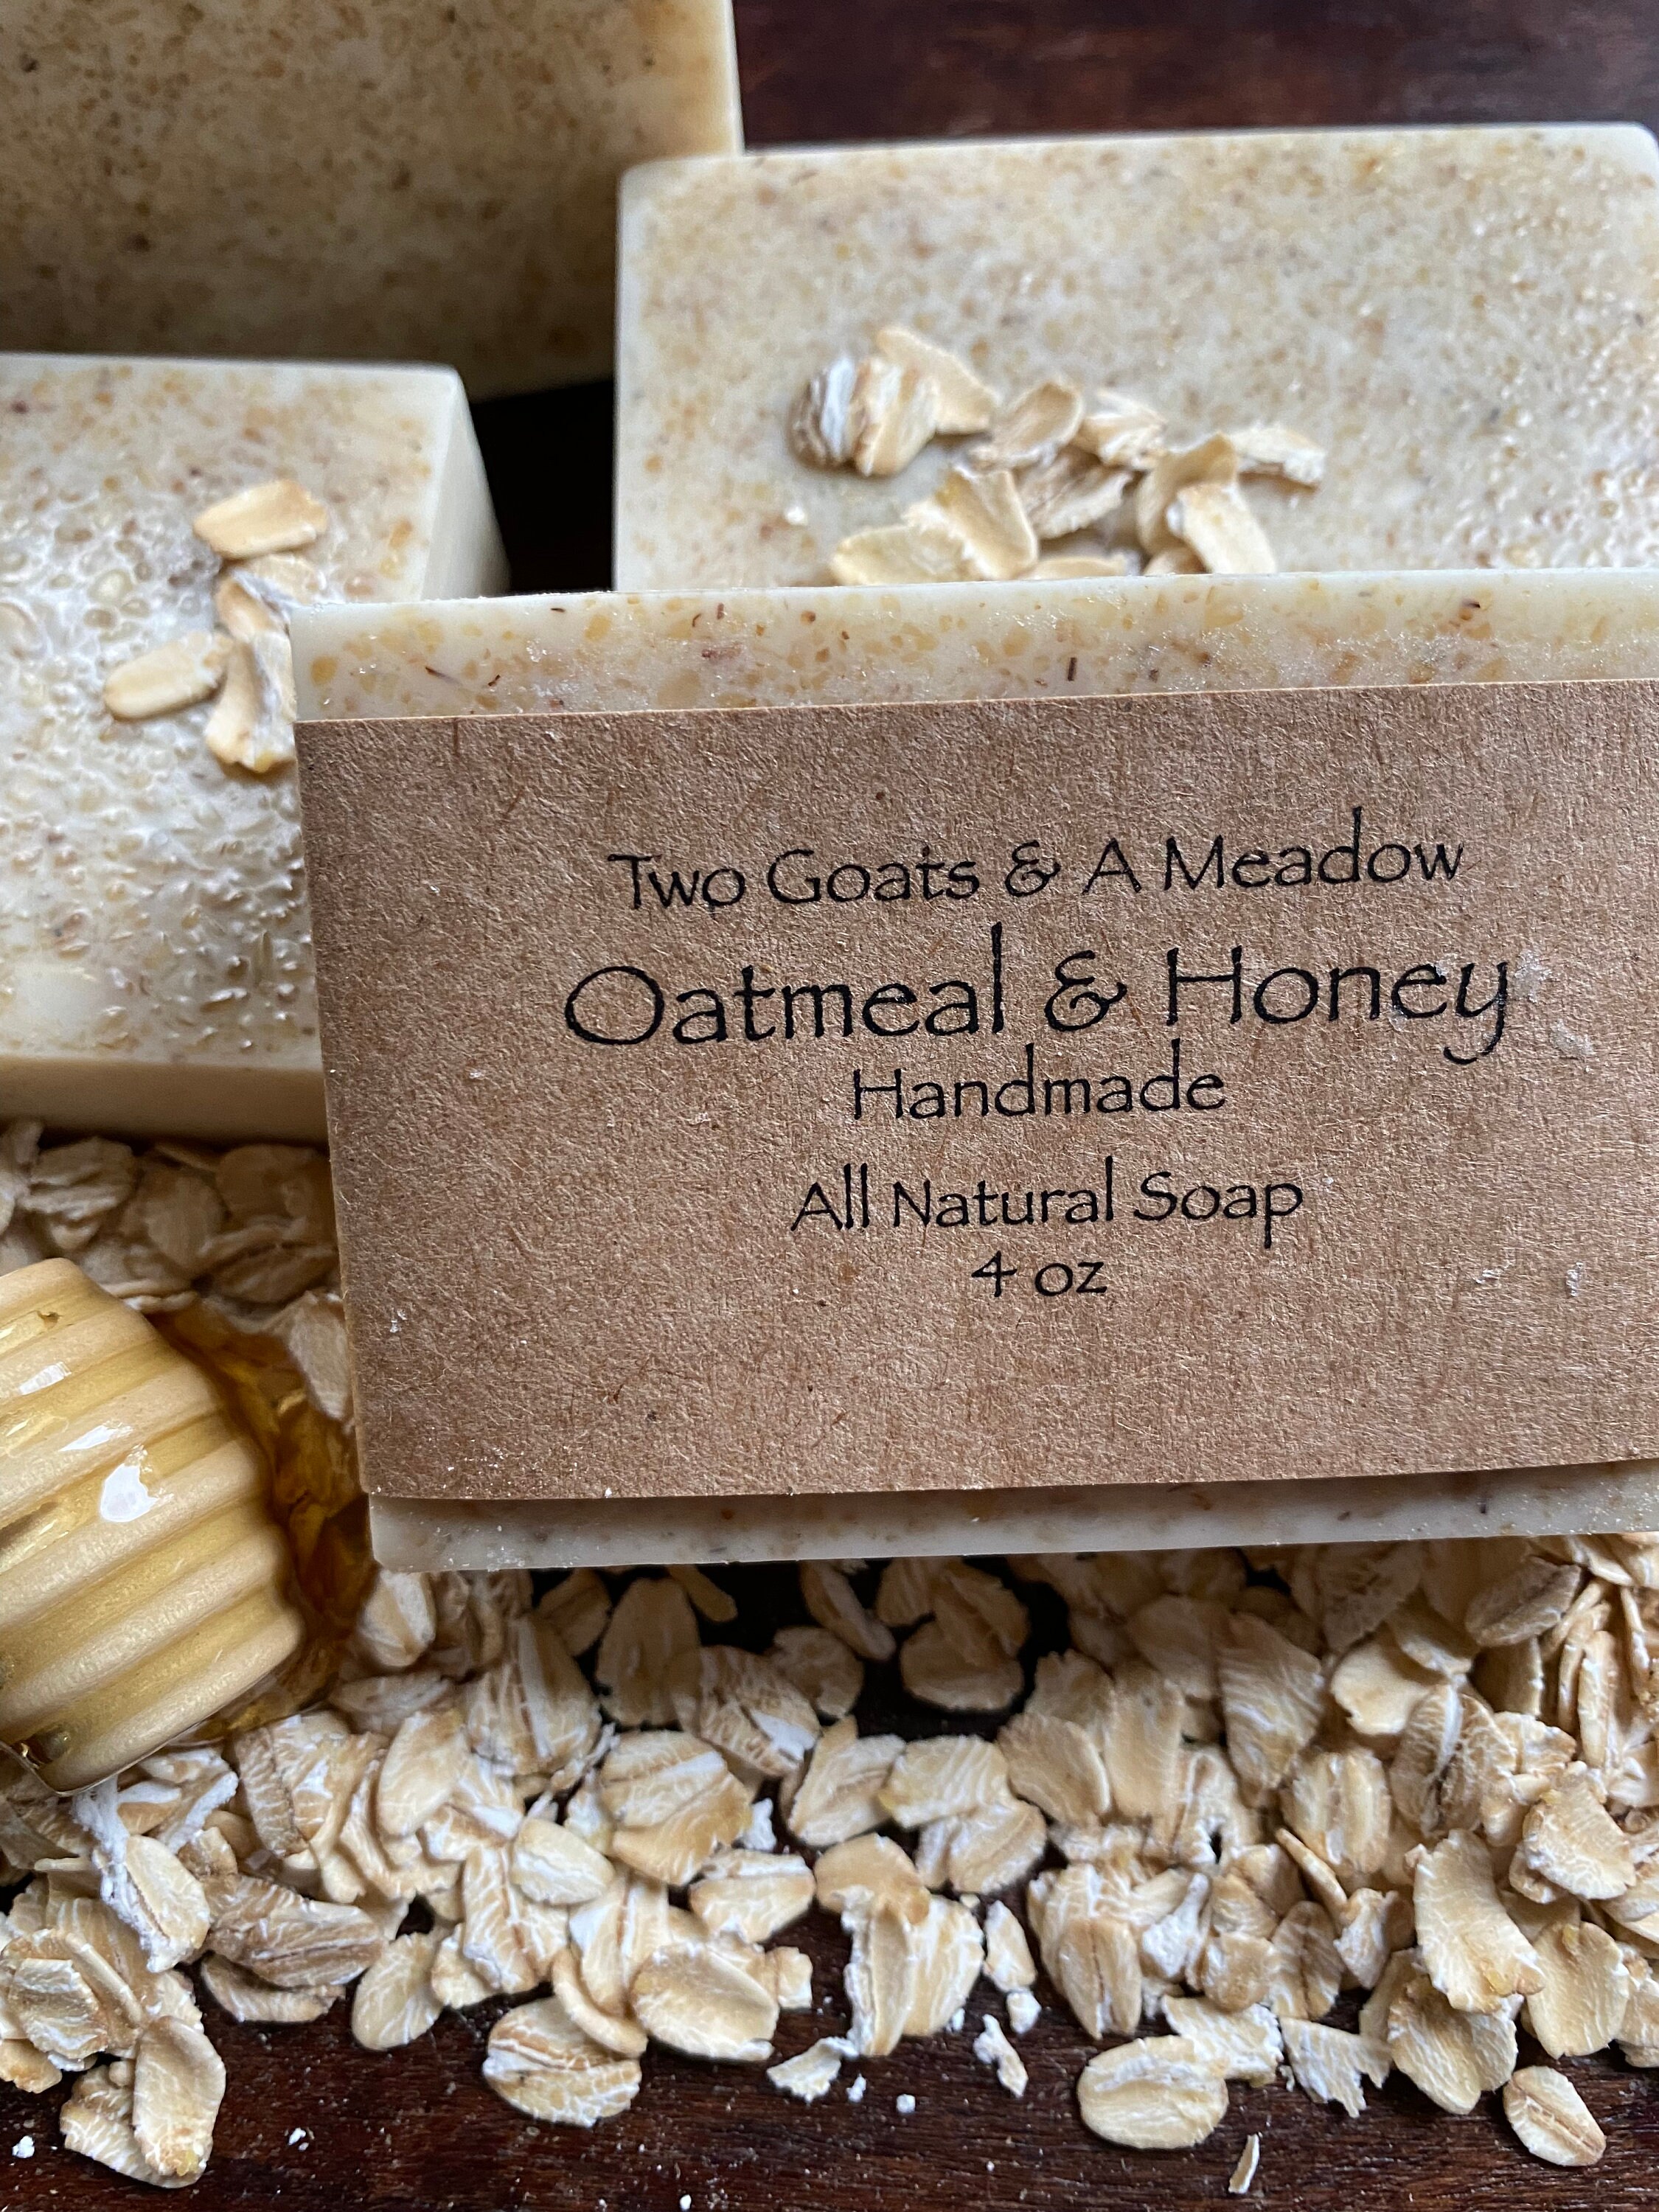 Two Goats & A Meadow
Oatmeal & Honey
Handmade
All Natural Soap
4 oz